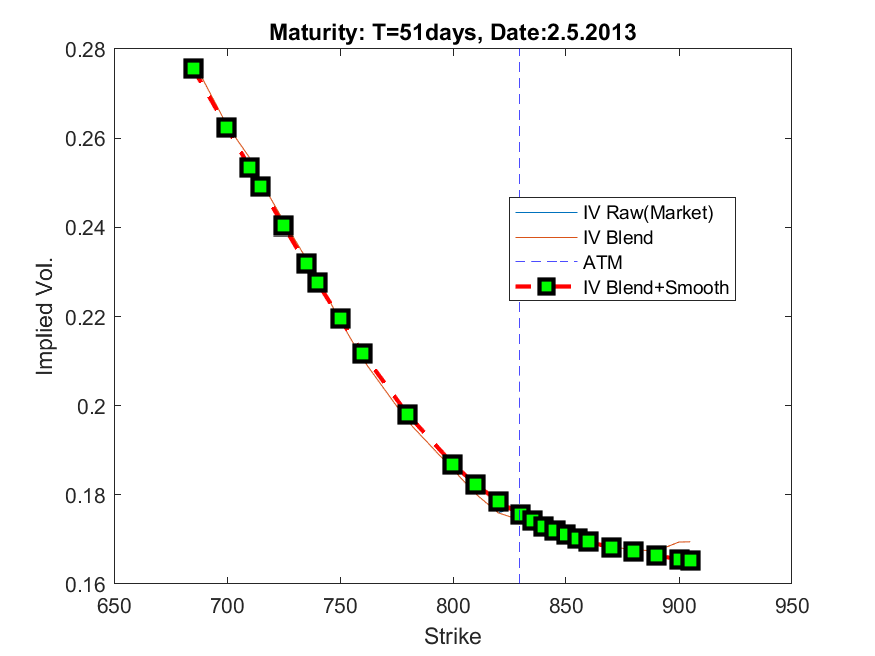 Maturity: T=51days, Date:2.5.2013
0.28
0.26
0.24
0.22
0.2
0.18
0.16
Implied Vol.
IV Raw(Market)
IV Blend
ATM
IV Blend+Smooth
650 700 750 800 850 900 950
Strike